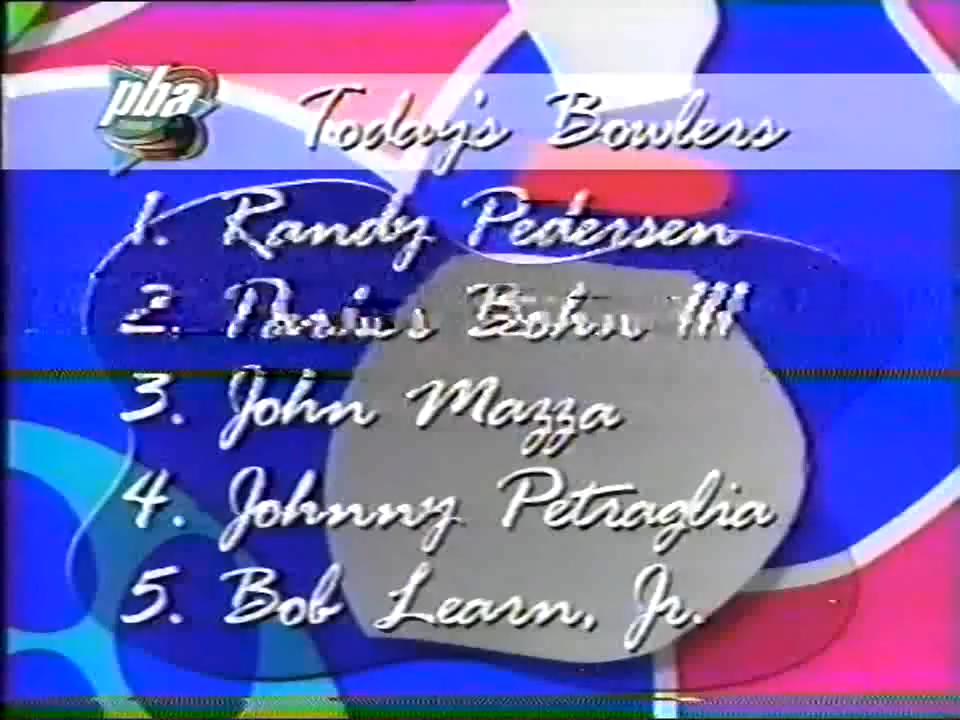 pba
Today's Bowlers
1. Randy Pedersen
2. Darius Bohn III
3. John Mazza
4. Johnny Petraglia
5. Bob Learn, Jr.